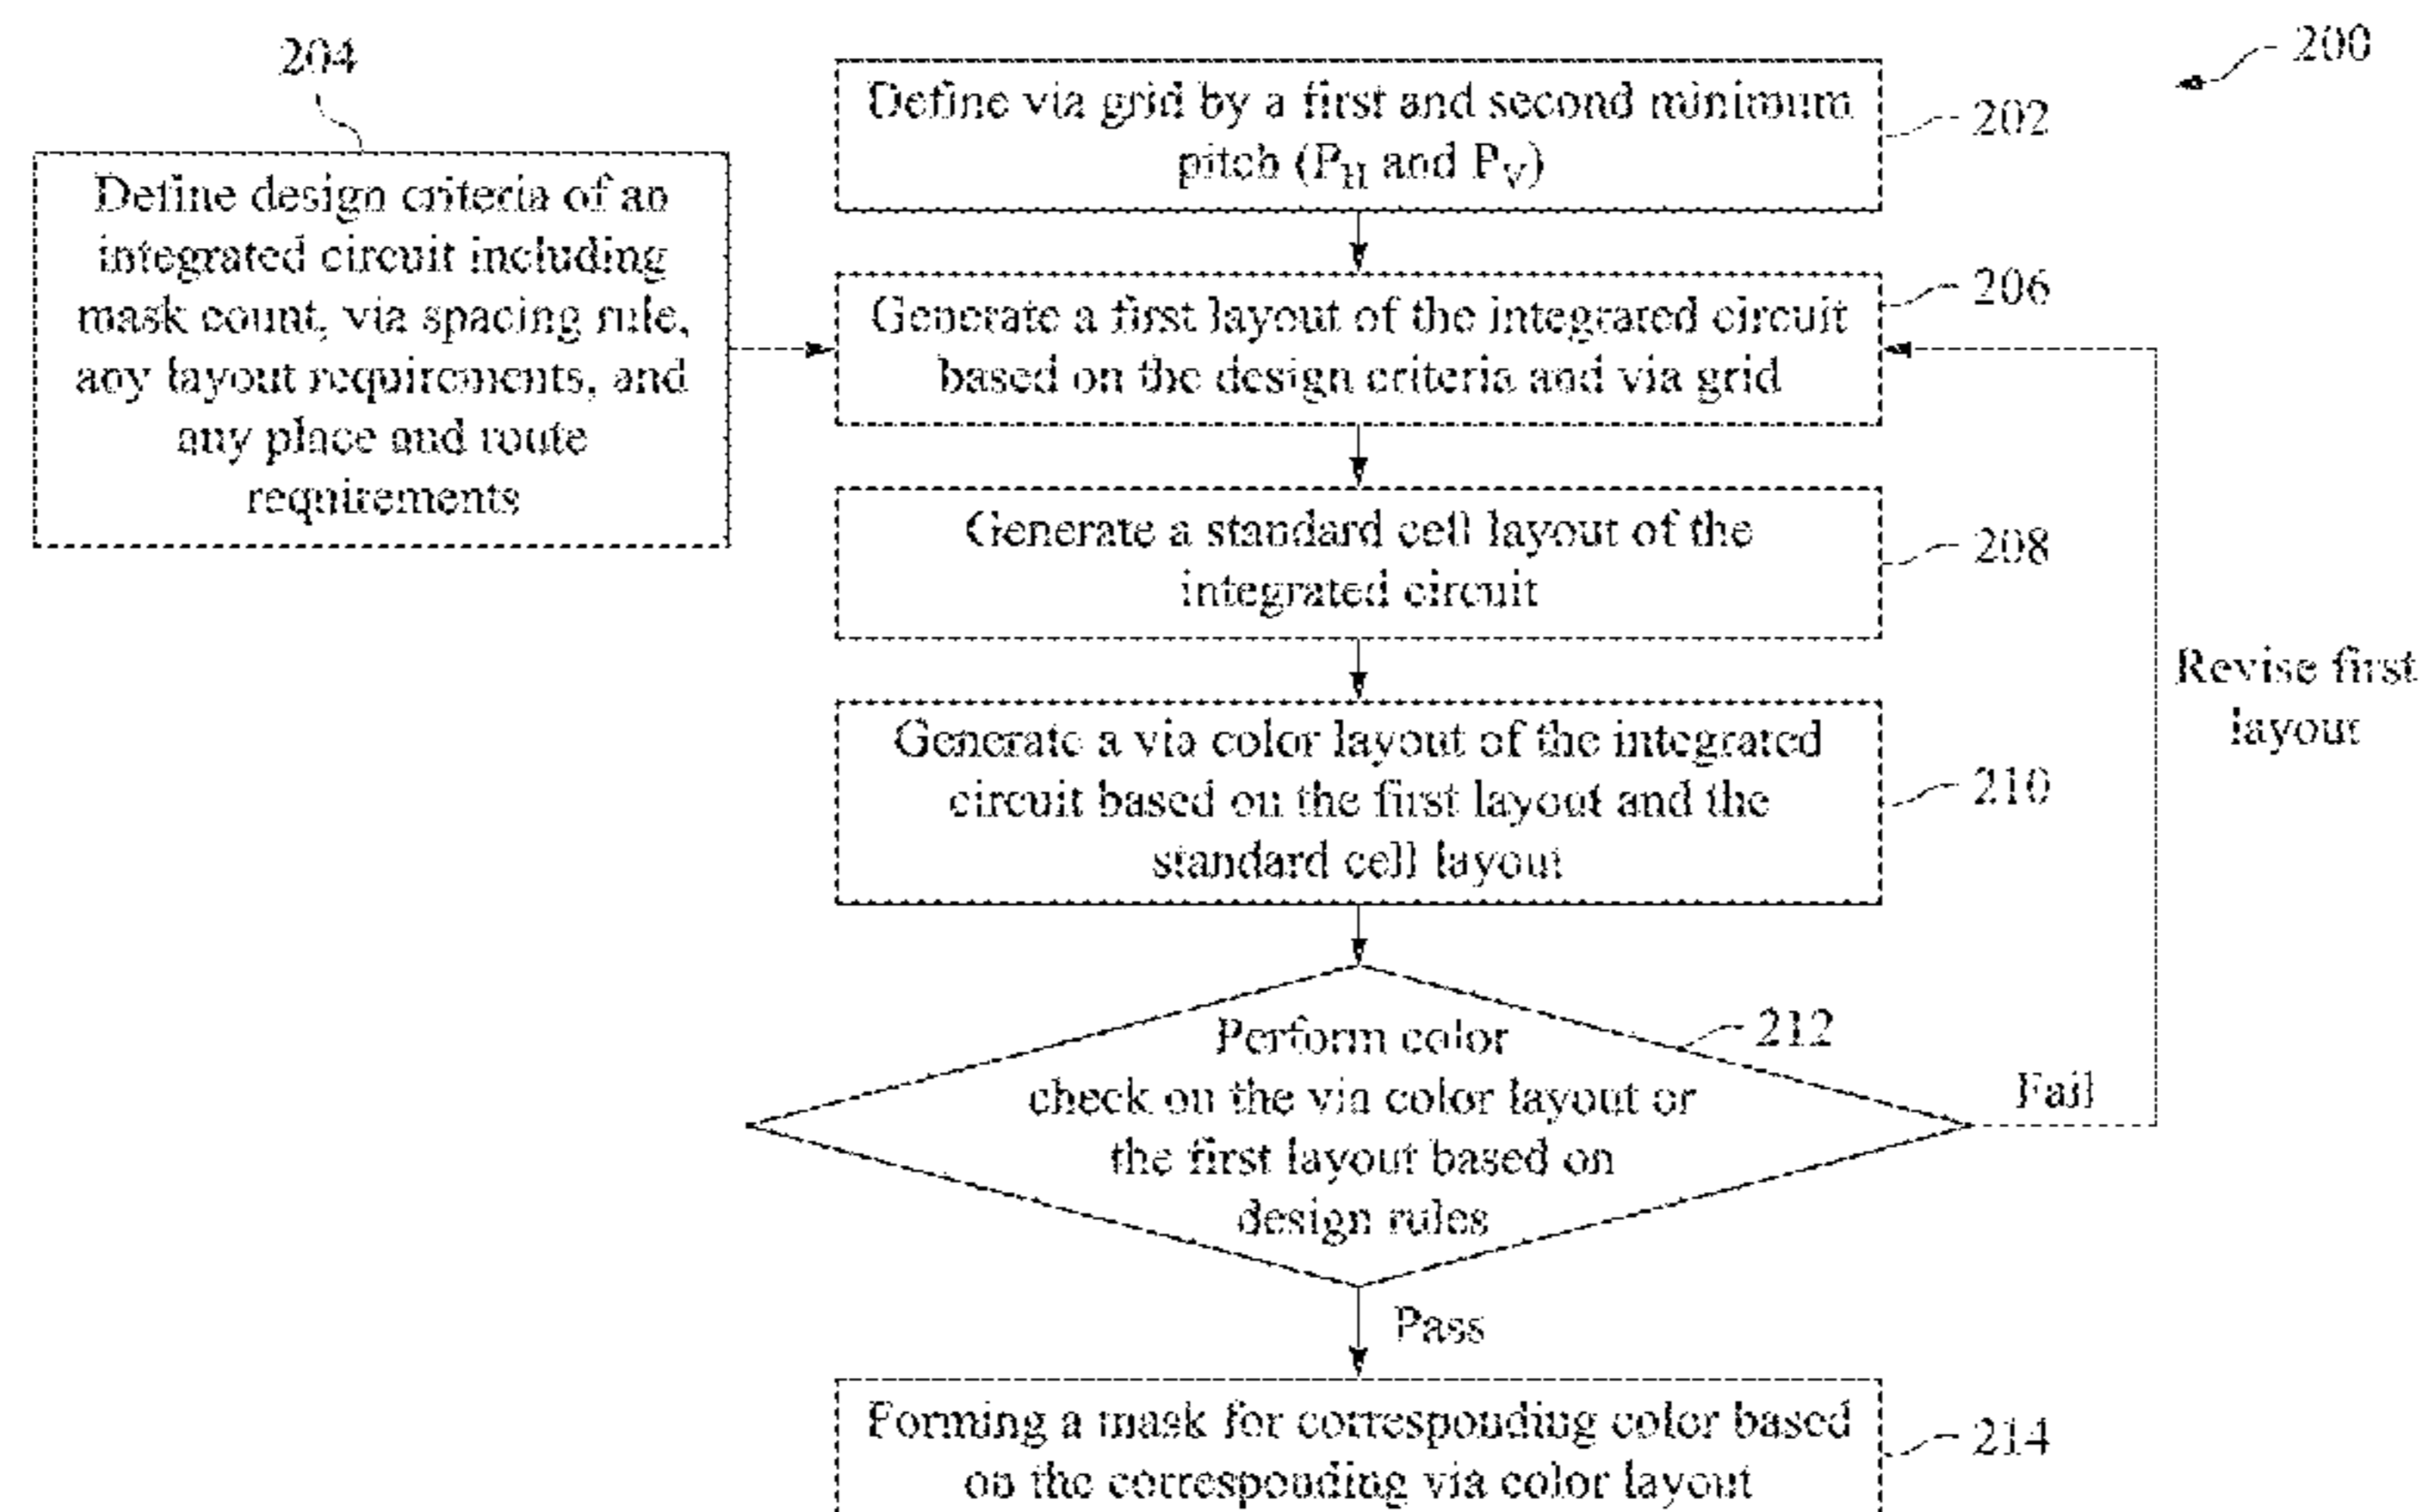 200
204
Define via grid by a first and second minimum
pitch (P_H and P_V)
202
Define design criteria of an
integrated circuit including
mask count, via spacing rule,
any layout requirements, and
any place and route
requirements
206
Generate a first layout of the integrated circuit
based on the design criteria and via grid
Generate a standard cell layout of the
integrated circuit
208
Revise first
layout
Generate a via color layout of the integrated
circuit based on the first layout and the
standard cell layout
210
212
Perform color
check on the via color layout or
the first layout based on
design rules
Fail
Pass
Forming a mask for corresponding color based
on the corresponding via color layout
214